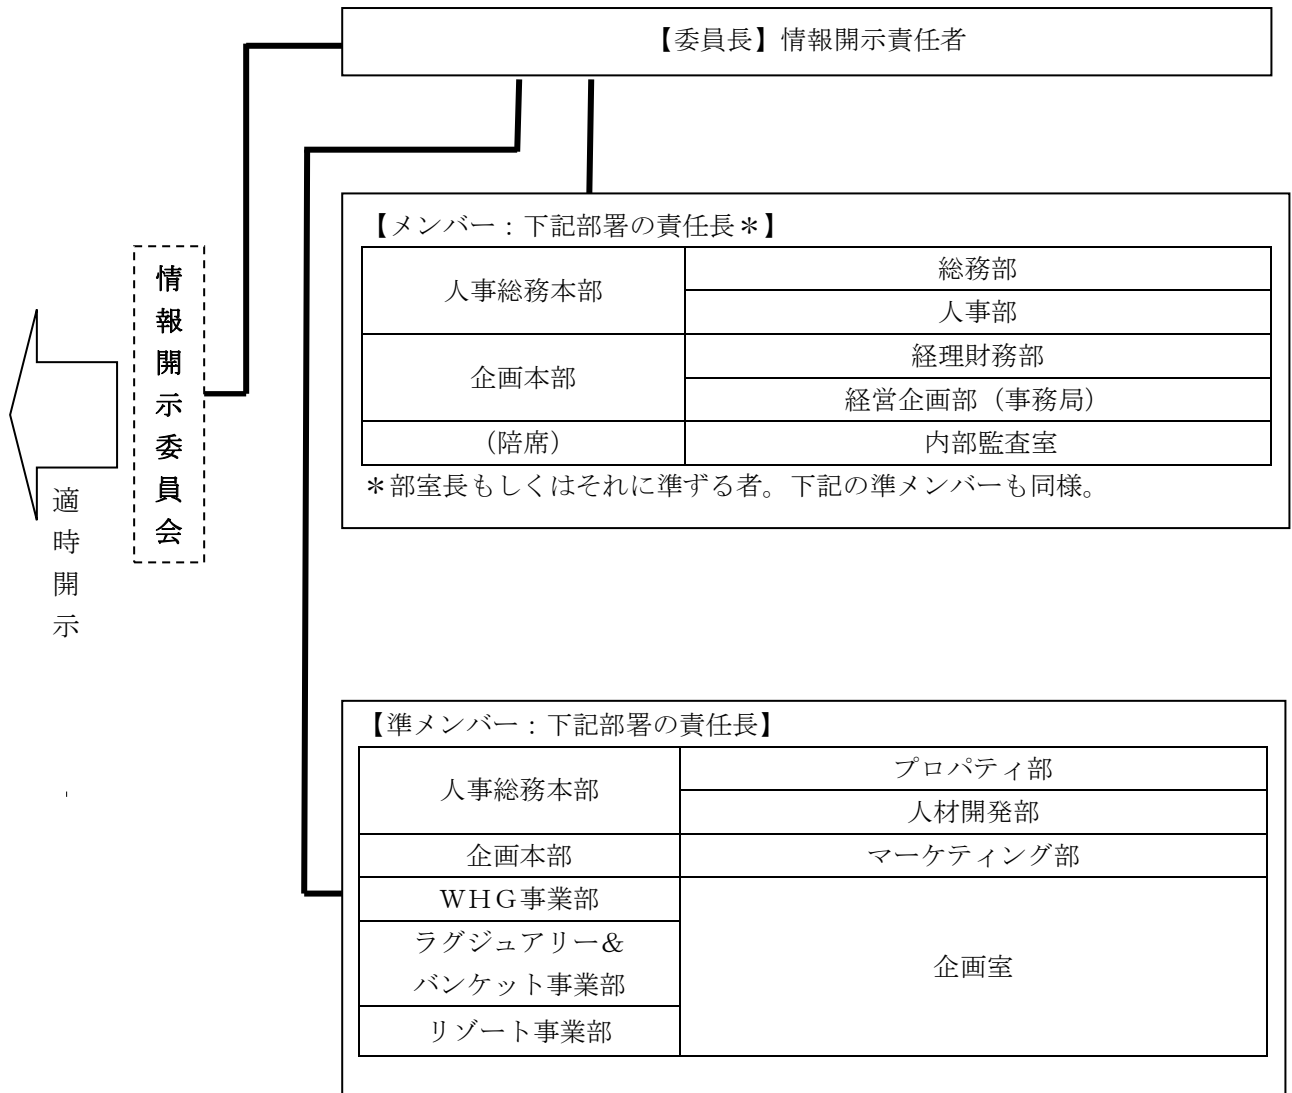 【委員長】情報開示責任者
【メンバー：下記部署の責任長＊】
人事総務本部
総務部
人事部
企画本部
経理財務部
経営企画部（事務局）
（陪席）
内部監査室
＊部室長もしくはそれに準ずる者。下記の準メンバーも同様。
情報開示委員会
適時開示
【準メンバー：下記部署の責任長】
人事総務本部
プロパティ部
人材開発部
企画本部
マーケティング部
ＷＨＧ事業部
ラグジュアリー＆
バンケット事業部
リゾート事業部
企画室